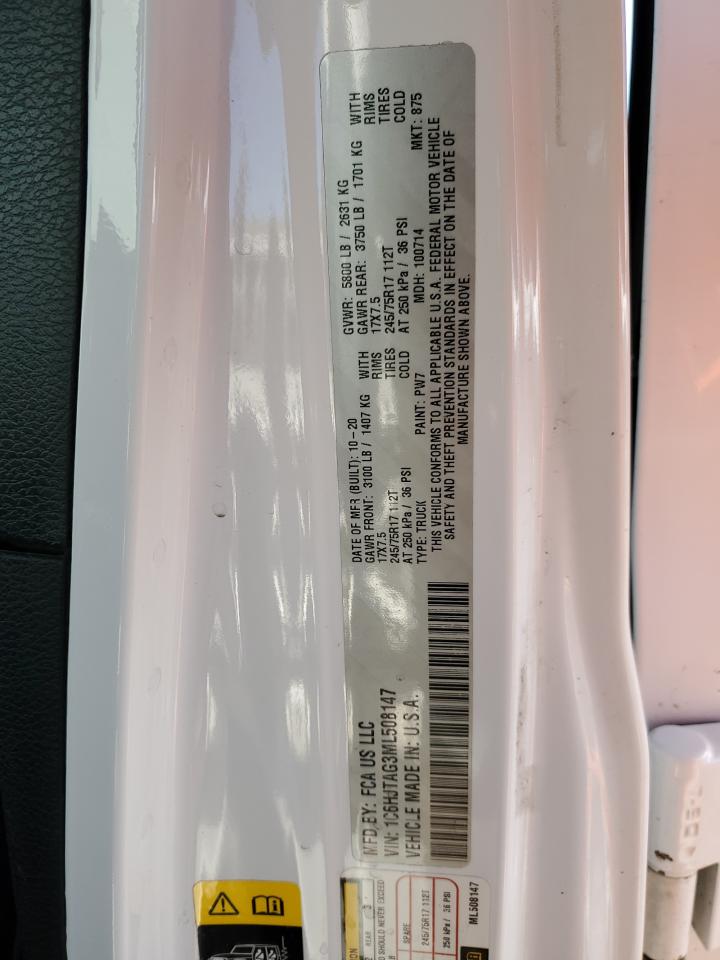 MFD BY: FCA US LLC
VIN: 1C6HJTAG3ML508147
VEHICLE MADE IN: U.S.A.
DATE OF MFR (BUILT): 10-20
GAWR FRONT: 3100 LB / 1407 KG WITH
17X7.5 RIMS
245/75R17 112T TIRES
AT 250 kPa / 36 PSI COLD
TYPE: TRUCK PAINT: PW7
GVWR: 5800 LB / 2631 KG
GAWR REAR: 3750 LB / 1701 KG WITH
17X7.5 RIMS
245/75R17 112T TIRES
AT 250 kPa / 36 PSI COLD
MDH: 100714 MKT: 875
THIS VEHICLE CONFORMS TO ALL APPLICABLE U.S.A. FEDERAL MOTOR VEHICLE
SAFETY AND THEFT PREVENTION STANDARDS IN EFFECT ON THE DATE OF
MANUFACTURE SHOWN ABOVE.
REAR 3
SHOULD NEVER EXCEED
SPARE
245/75R17 112T
250 kPa / 36 PSI
ML508147